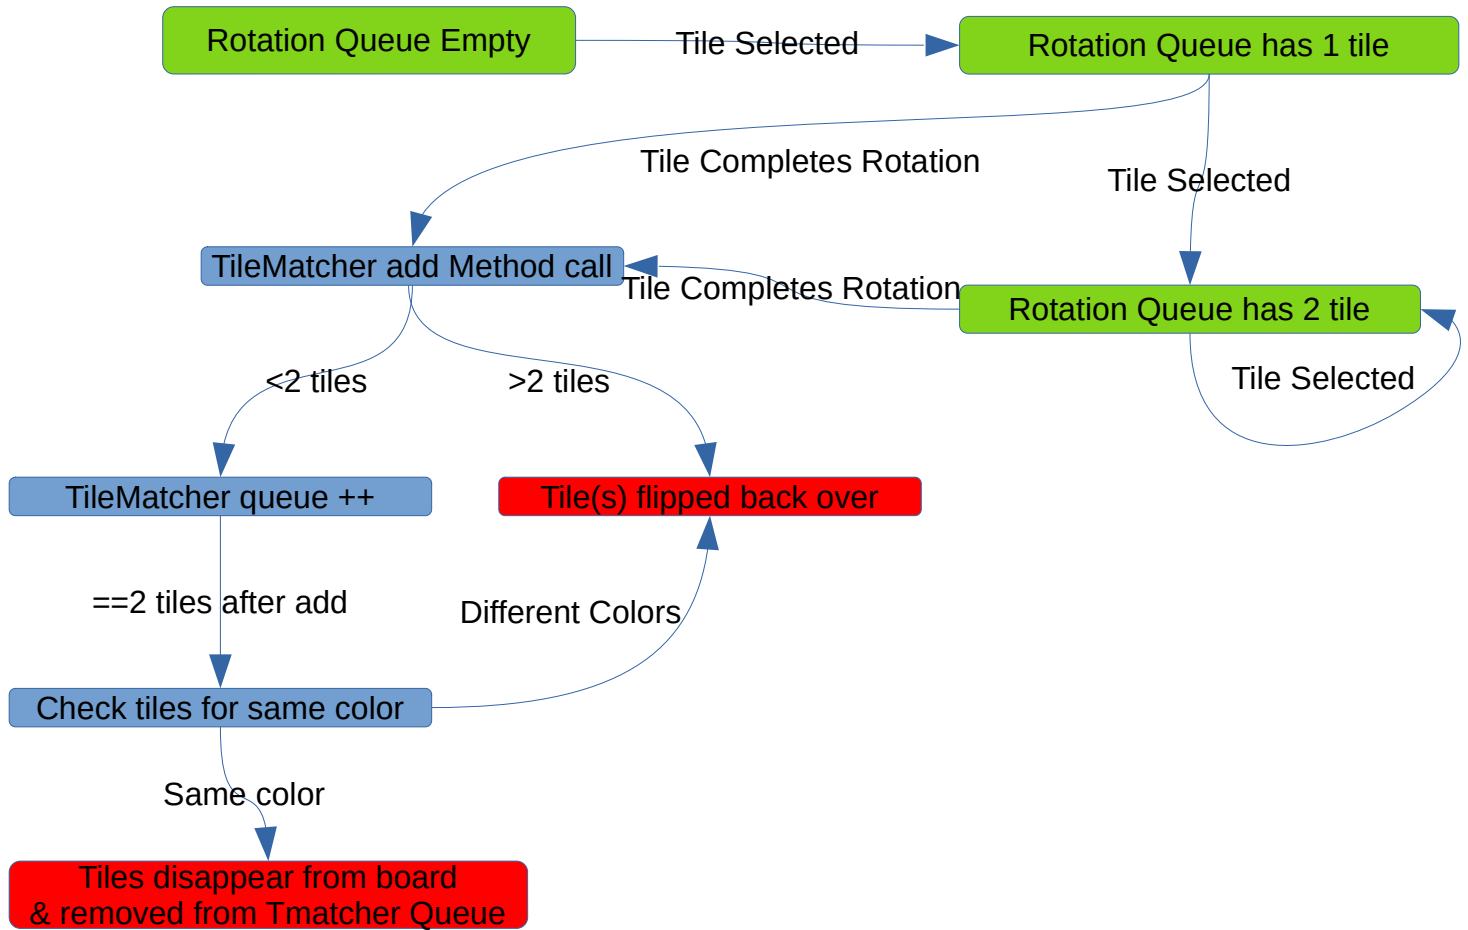 Rotation Queue Empty
Tile Selected
Rotation Queue has 1 tile
Tile Completes Rotation
Tile Selected
TileMatcher add Method call
Tile Completes Rotation
Rotation Queue has 2 tile
<2 tiles
>2 tiles
Tile Selected
TileMatcher queue ++
Tile(s) flipped back over
==2 tiles after add
Different Colors
Check tiles for same color
Same color
Tiles disappear from board
& removed from Tmatcher Queue